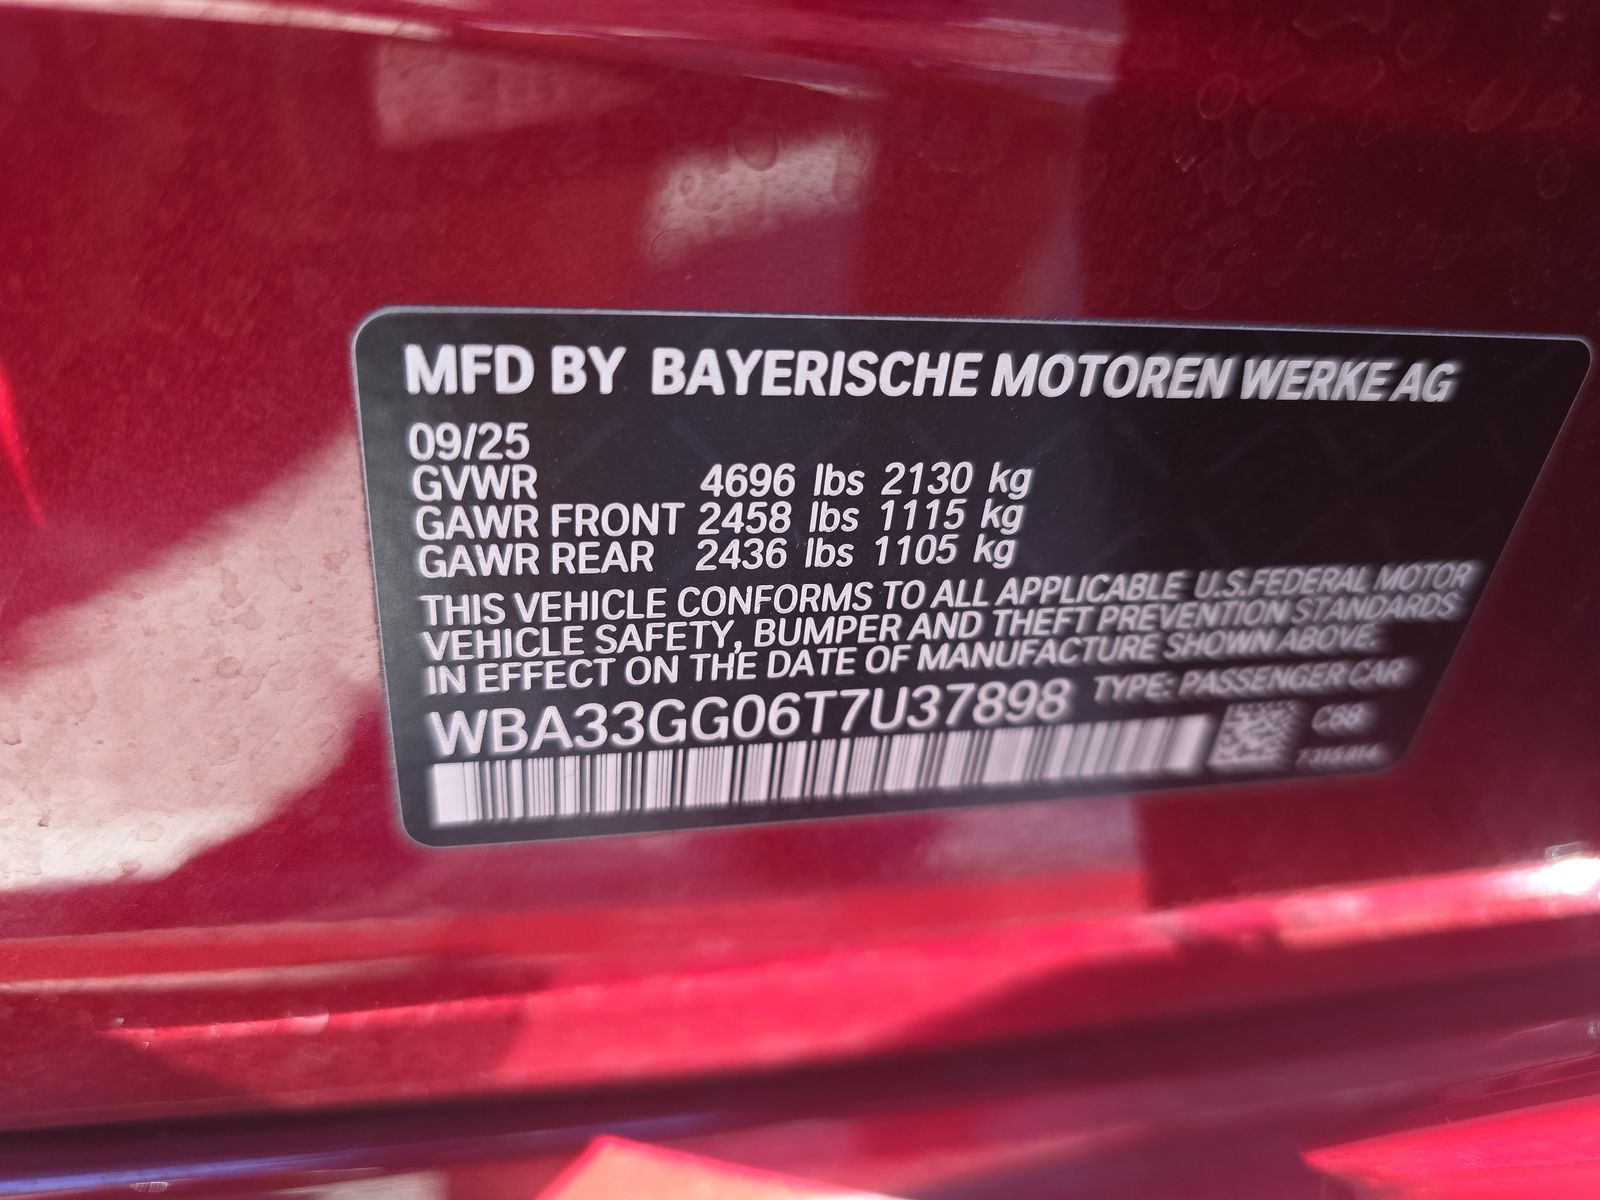 MFD BY BAYERISCHE MOTOREN WERKE AG
09/25
GVWR 4696 lbs 2130 kg
GAWR FRONT 2458 lbs 1115 kg
GAWR REAR 2436 lbs 1105 kg
THIS VEHICLE CONFORMS TO ALL APPLICABLE U.S.FEDERAL MOTOR
VEHICLE SAFETY, BUMPER AND THEFT PREVENTION STANDARDS
IN EFFECT ON THE DATE OF MANUFACTURE SHOWN ABOVE.
WBA33GG06T7U37898 TYPE: PASSENGER CAR
C68